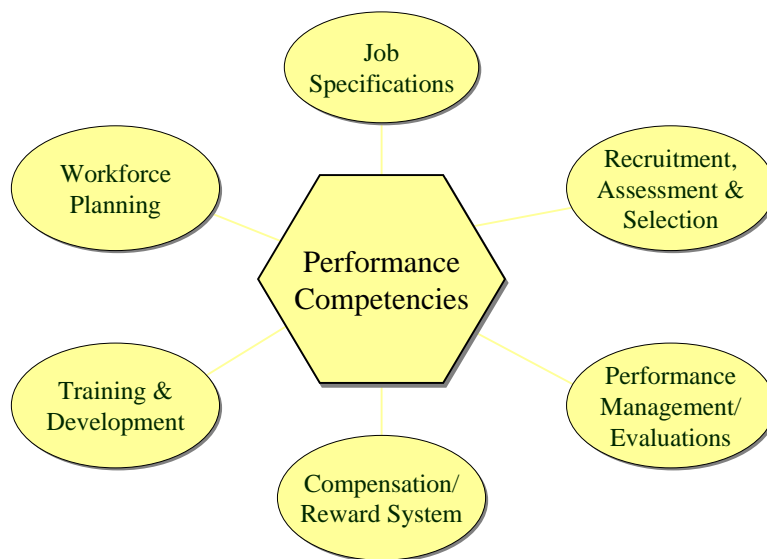 Job
Specifications
Recruitment,
Assessment &
Selection
Workforce
Planning
Performance
Competencies
Training &
Development
Performance
Management/
Evaluations
Compensation/
Reward System